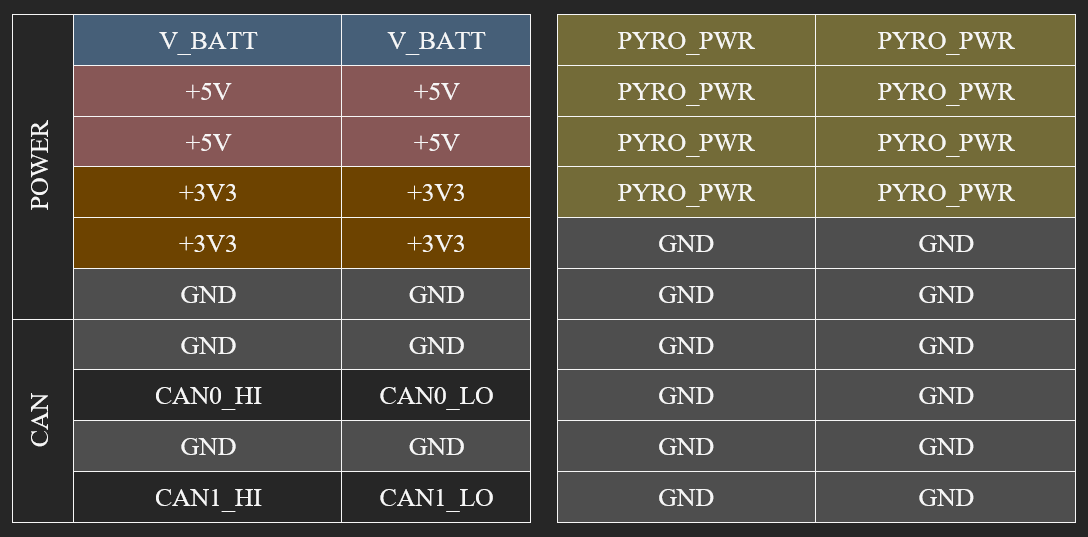 POWER
V_BATT V_BATT PYRO_PWR PYRO_PWR
+5V +5V PYRO_PWR PYRO_PWR
+5V +5V PYRO_PWR PYRO_PWR
+3V3 +3V3 PYRO_PWR PYRO_PWR
+3V3 +3V3 GND GND
GND GND GND GND
CAN
GND GND GND GND
CAN0_HI CAN0_LO GND GND
GND GND GND GND
CAN1_HI CAN1_LO GND GND